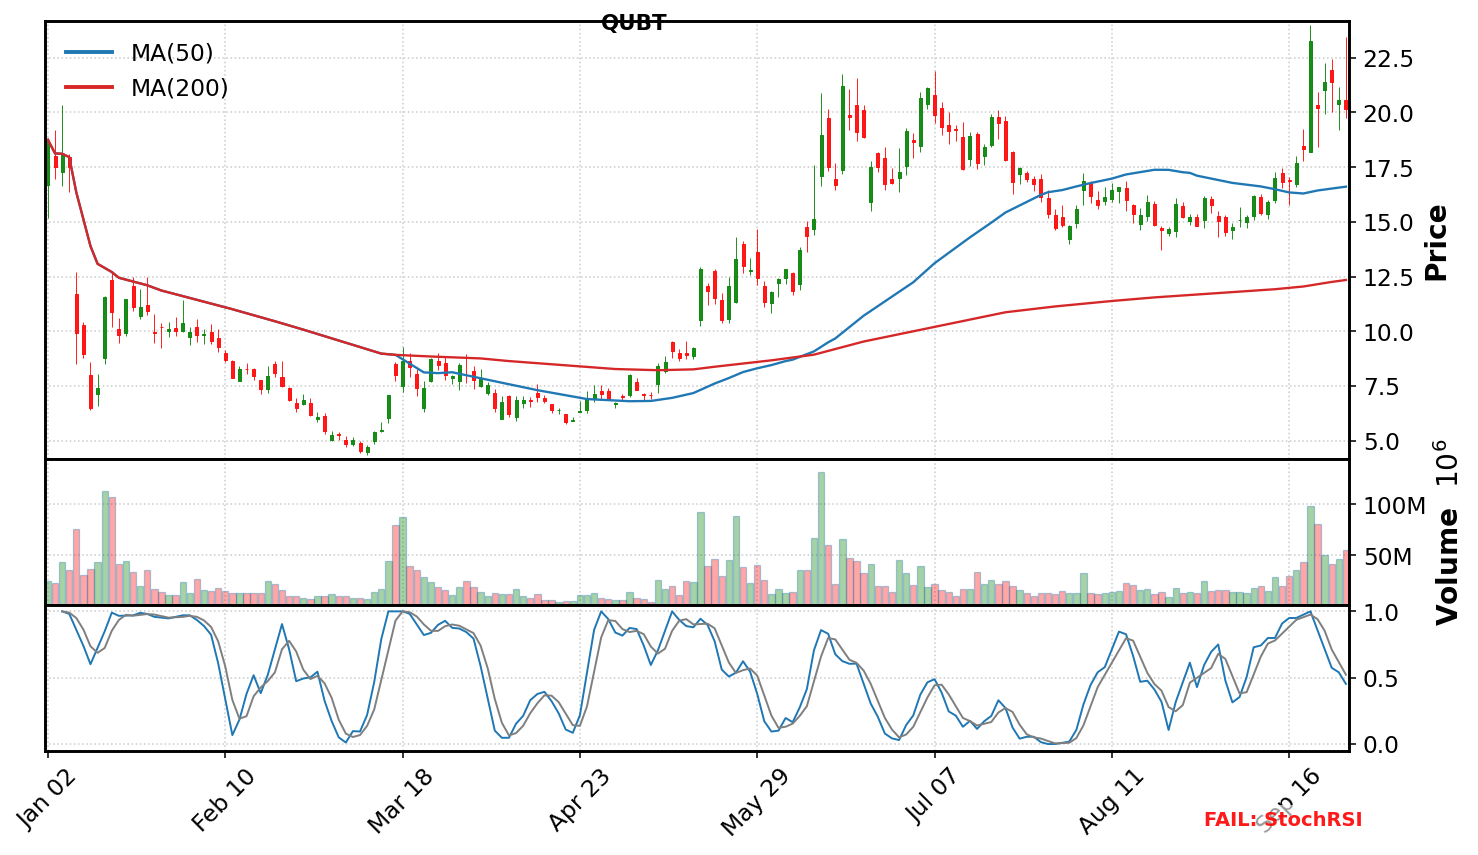 QUBT
MA(50)
MA(200)
22.5
20.0
17.5
15.0
12.5
10.0
7.5
5.0
Price
100M
50M
Volume 10^6
1.0
0.5
0.0
Jan 02
Feb 10
Mar 18
Apr 23
May 29
Jul 07
Aug 11
Sep 16
FAIL: StochRSI